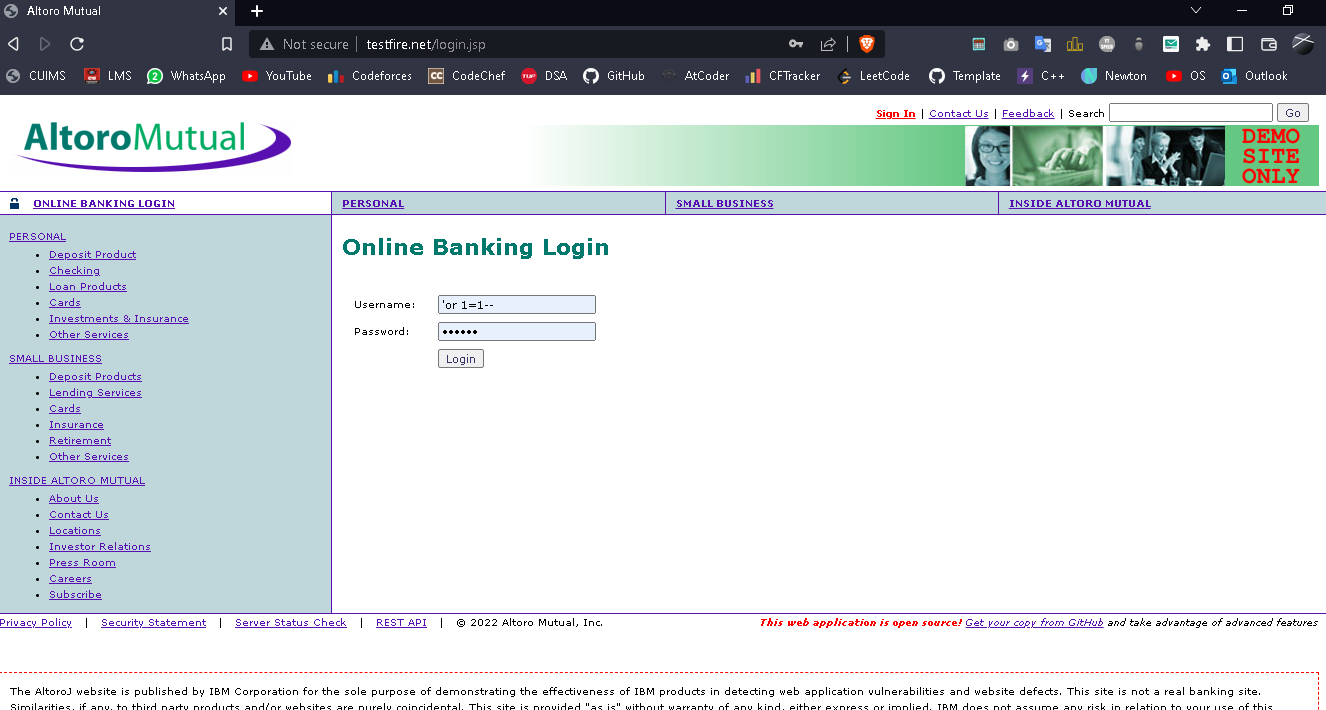 Altoro Mutual
Not secure testfire.net/login.jsp
CUIMS LMS WhatsApp YouTube Codeforces CodeChef DSA GitHub AtCoder CFTracker LeetCode Template C++ Newton OS Outlook
Sign In | Contact Us | Feedback | Search Go
AltoroMutual
DEMO
SITE
ONLY
ONLINE BANKING LOGIN PERSONAL SMALL BUSINESS INSIDE ALTORO MUTUAL
PERSONAL
Deposit Product
Checking
Loan Products
Cards
Investments & Insurance
Other Services
SMALL BUSINESS
Deposit Products
Lending Services
Cards
Insurance
Retirement
Other Services
INSIDE ALTORO MUTUAL
About Us
Contact Us
Locations
Investor Relations
Press Room
Careers
Subscribe
Online Banking Login
Username: 'or 1=1--
Password: ••••••
Login
Privacy Policy | Security Statement | Server Status Check | REST API | © 2022 Altoro Mutual, Inc. This web application is open source! Get your copy from GitHub and take advantage of advanced features
The AltoroJ website is published by IBM Corporation for the sole purpose of demonstrating the effectiveness of IBM products in detecting web application vulnerabilities and website defects. This site is not a real banking site.
Similarities, if any, to third party products and/or websites are purely coincidental. This site is provided "as is" without warranty of any kind, either express or implied. IBM does not assume any risk in relation to your use of this